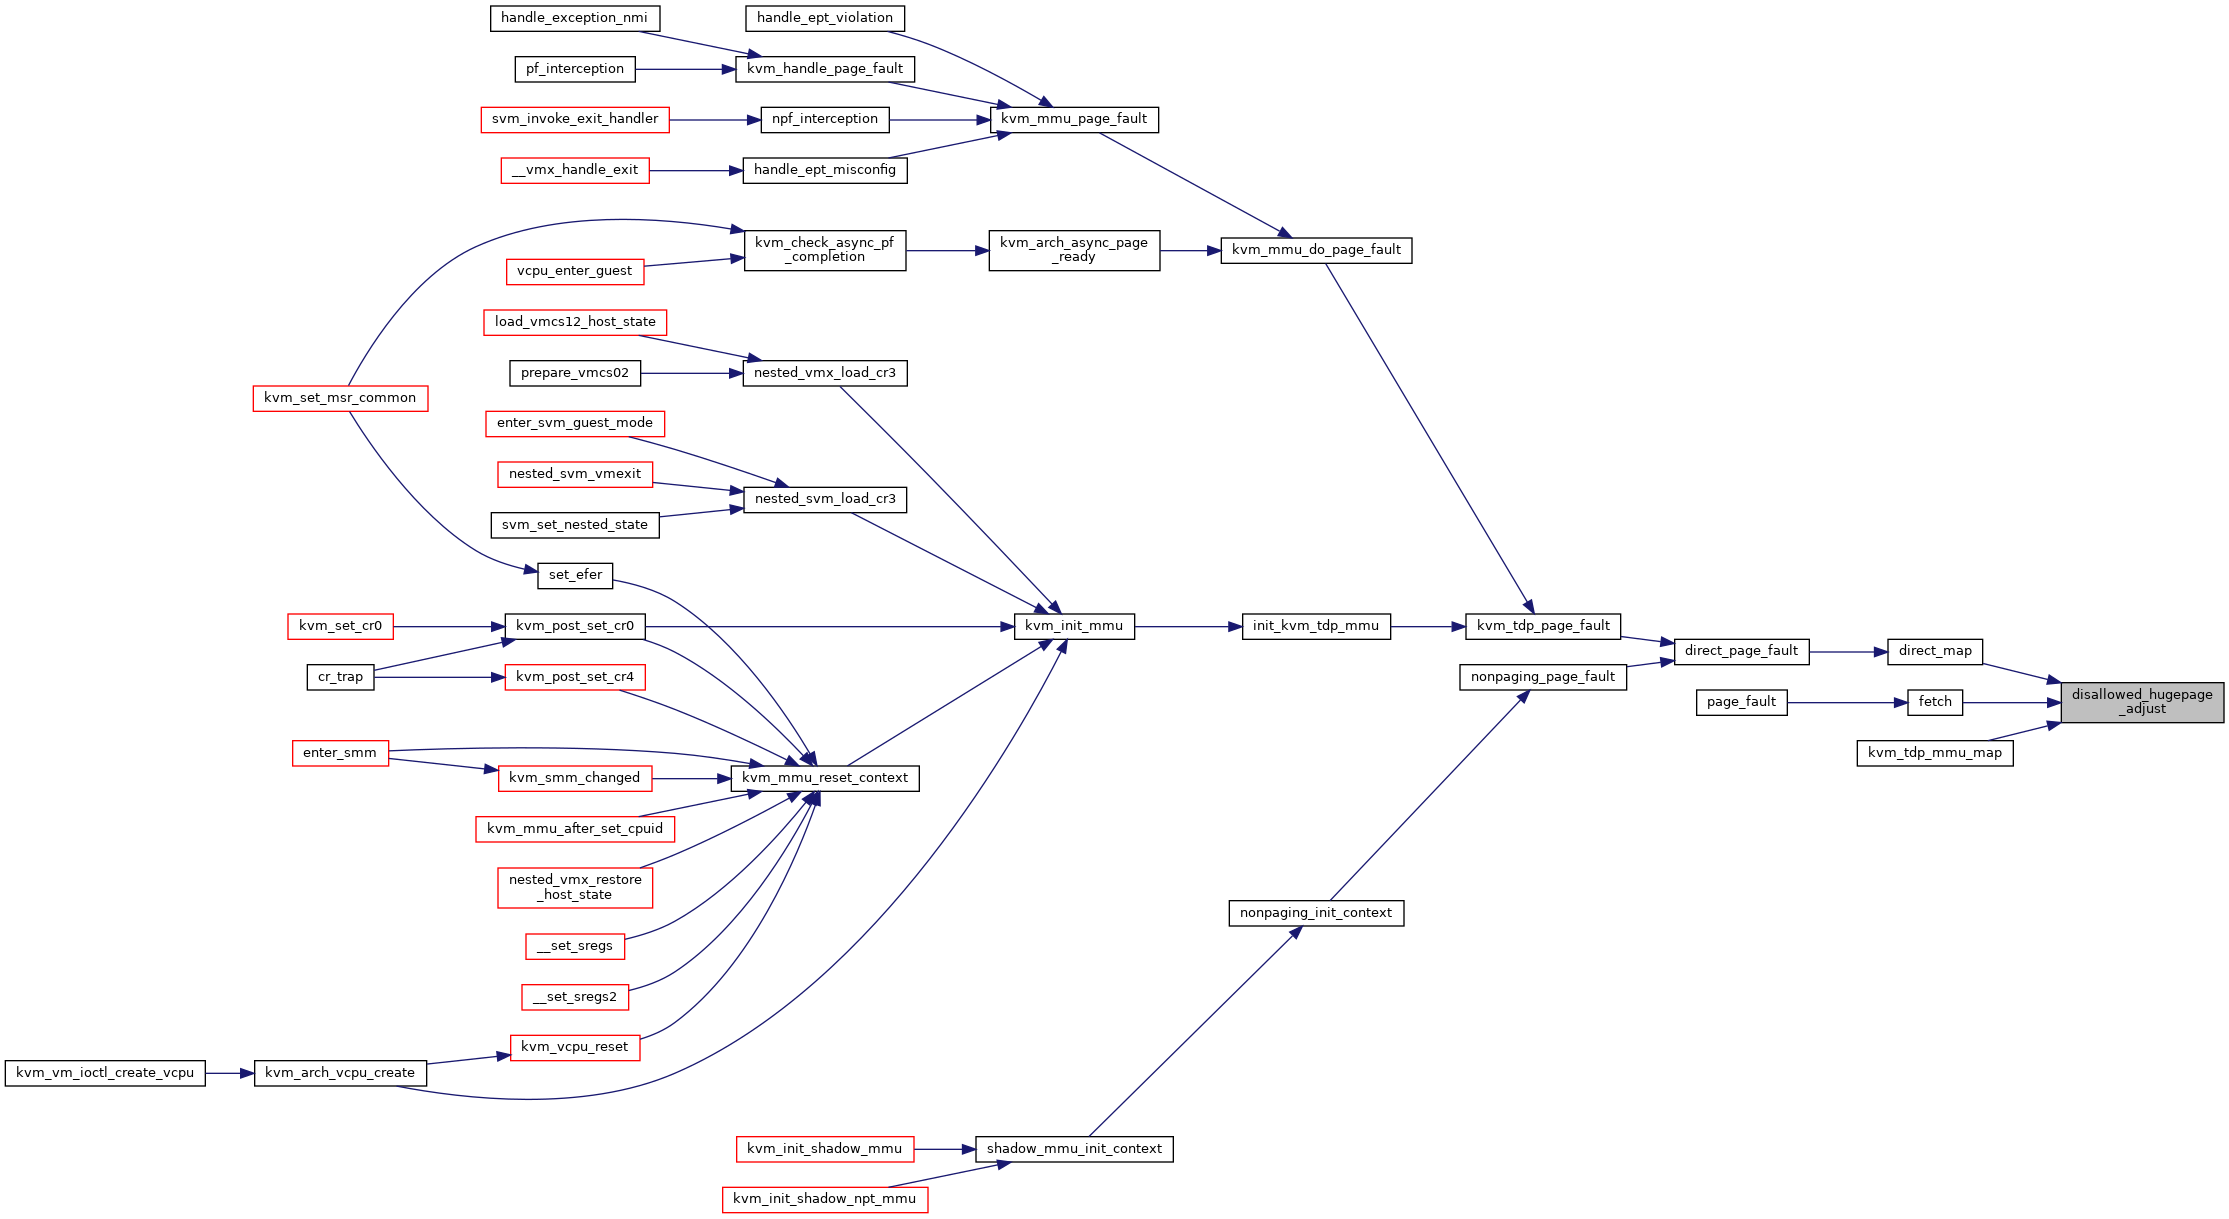 handle_exception_nmi
handle_ept_violation
pf_interception
kvm_handle_page_fault
svm_invoke_exit_handler
npf_interception
kvm_mmu_page_fault
__vmx_handle_exit
handle_ept_misconfig
kvm_check_async_pf
_completion
kvm_arch_async_page
_ready
kvm_mmu_do_page_fault
vcpu_enter_guest
load_vmcs12_host_state
prepare_vmcs02
nested_vmx_load_cr3
kvm_set_msr_common
enter_svm_guest_mode
nested_svm_vmexit
nested_svm_load_cr3
svm_set_nested_state
set_efer
kvm_set_cr0
kvm_post_set_cr0
kvm_init_mmu
init_kvm_tdp_mmu
kvm_tdp_page_fault
direct_page_fault
direct_map
cr_trap
kvm_post_set_cr4
nonpaging_page_fault
page_fault
fetch
disallowed_hugepage
_adjust
kvm_tdp_mmu_map
enter_smm
kvm_smm_changed
kvm_mmu_reset_context
kvm_mmu_after_set_cpuid
nested_vmx_restore
_host_state
nonpaging_init_context
__set_sregs
__set_sregs2
kvm_vcpu_reset
kvm_vm_ioctl_create_vcpu
kvm_arch_vcpu_create
kvm_init_shadow_mmu
shadow_mmu_init_context
kvm_init_shadow_npt_mmu